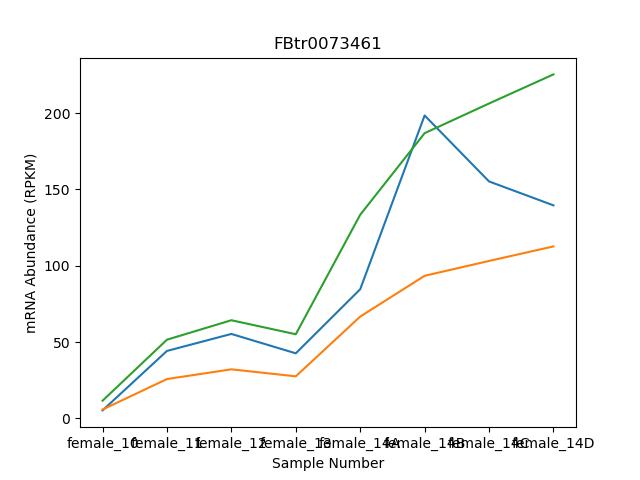 FBtr0073461
mRNA Abundance (RPKM)
200
150
100
50
0
female_10 female_11 female_12 female_13 female_14A female_14B female_14C female_14D
Sample Number